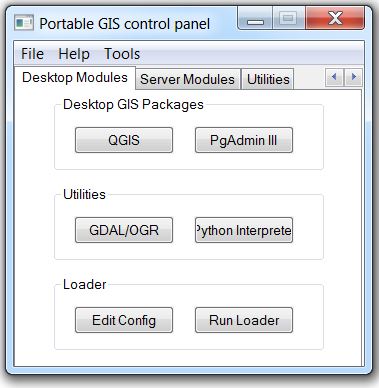 Portable GIS control panel
File Help Tools
Desktop Modules Server Modules Utilities
Desktop GIS Packages
QGIS PgAdmin III
Utilities
GDAL/OGR Python Interprete
Loader
Edit Config Run Loader